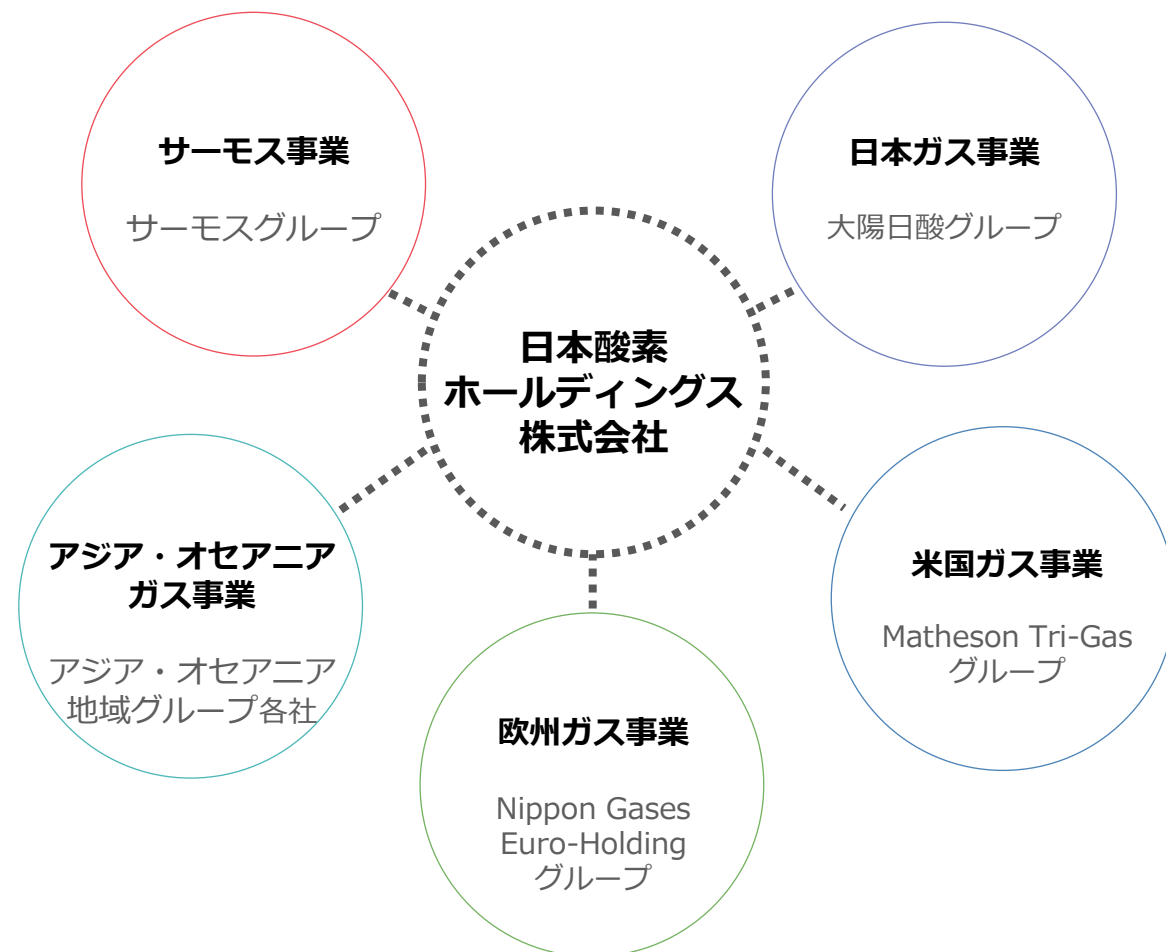 サーモス事業
サーモスグループ
日本ガス事業
大陽日酸グループ
日本酸素
ホールディングス
株式会社
アジア・オセアニア
ガス事業
アジア・オセアニア
地域グループ各社
米国ガス事業
Matheson Tri-Gas
グループ
欧州ガス事業
Nippon Gases
Euro-Holding
グループ